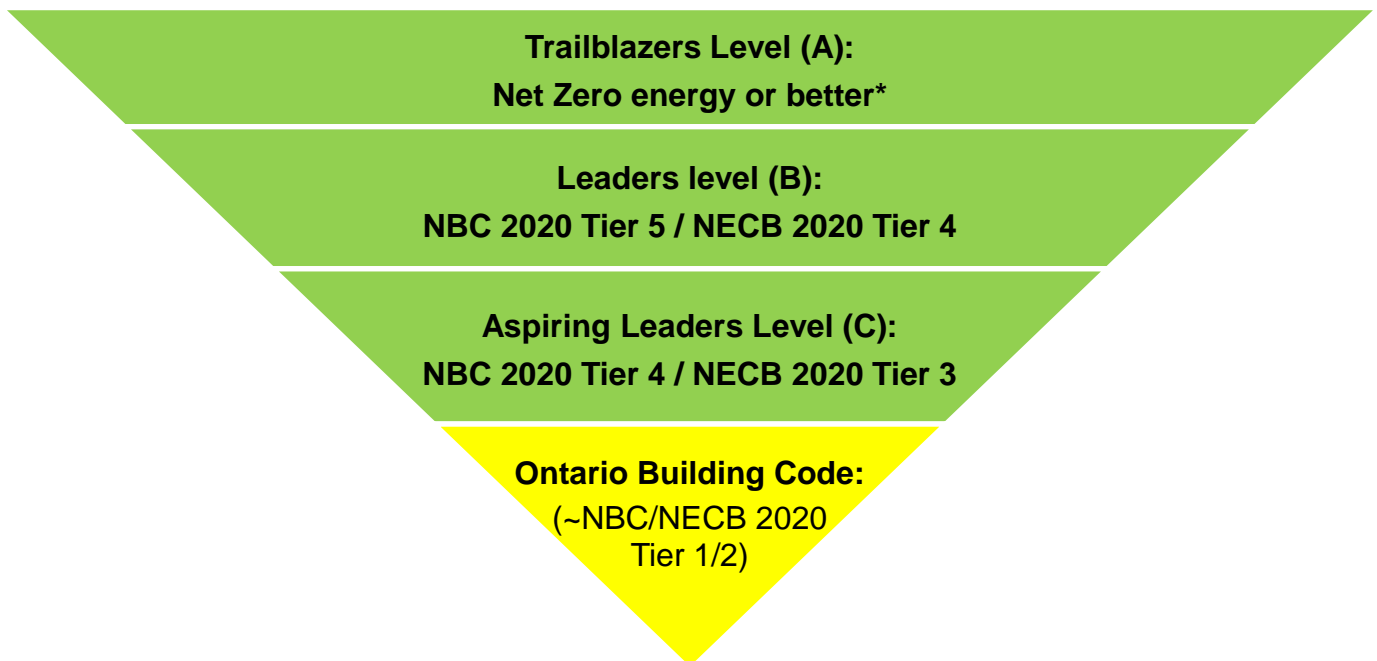 Trailblazers Level (A):
Net Zero energy or better*
Leaders level (B):
NBC 2020 Tier 5 / NECB 2020 Tier 4
Aspiring Leaders Level (C):
NBC 2020 Tier 4 / NECB 2020 Tier 3
Ontario Building Code:
(~NBC/NECB 2020
Tier 1/2)